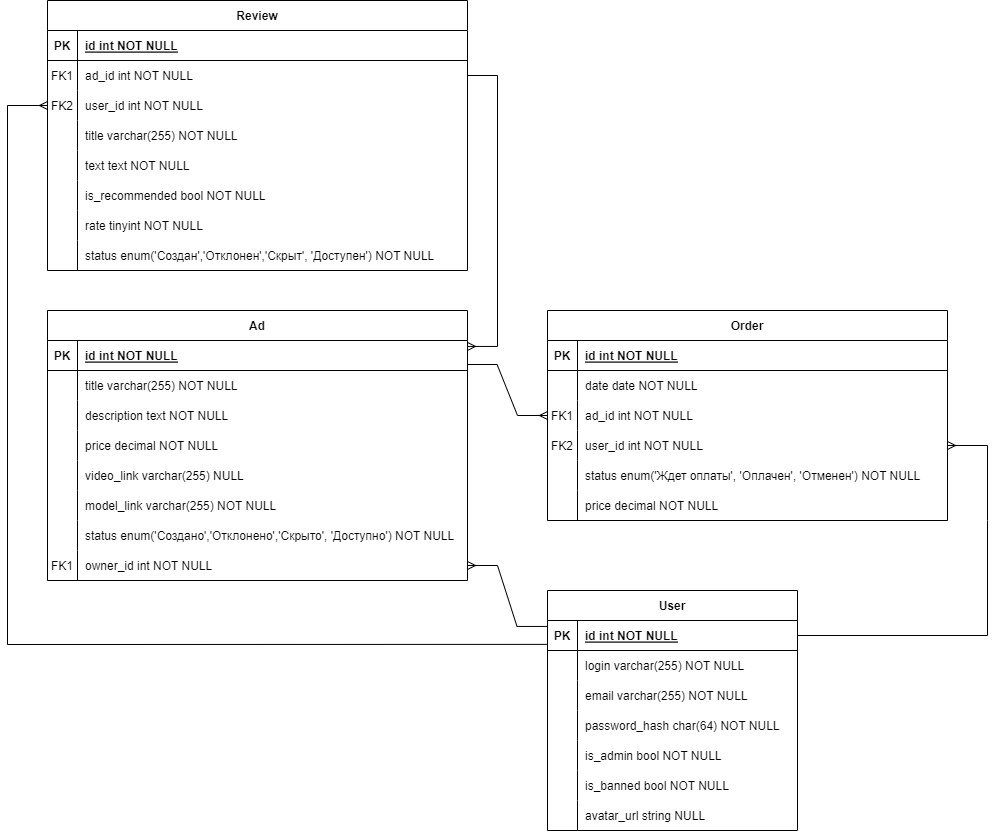 Review
PK id int NOT NULL
FK1 ad_id int NOT NULL
FK2 user_id int NOT NULL
title varchar(255) NOT NULL
text text NOT NULL
is_recommended bool NOT NULL
rate tinyint NOT NULL
status enum('Создан','Отклонен','Скрыт', 'Доступен') NOT NULL
Ad
PK id int NOT NULL
title varchar(255) NOT NULL
description text NOT NULL
price decimal NOT NULL
video_link varchar(255) NULL
model_link varchar(255) NOT NULL
status enum('Создано','Отклонено','Скрыто', 'Доступно') NOT NULL
FK1 owner_id int NOT NULL
Order
PK id int NOT NULL
date date NOT NULL
FK1 ad_id int NOT NULL
FK2 user_id int NOT NULL
status enum('Ждет оплаты', 'Оплачен', 'Отменен') NOT NULL
price decimal NOT NULL
User
PK id int NOT NULL
login varchar(255) NOT NULL
email varchar(255) NOT NULL
password_hash char(64) NOT NULL
is_admin bool NOT NULL
is_banned bool NOT NULL
avatar_url string NULL